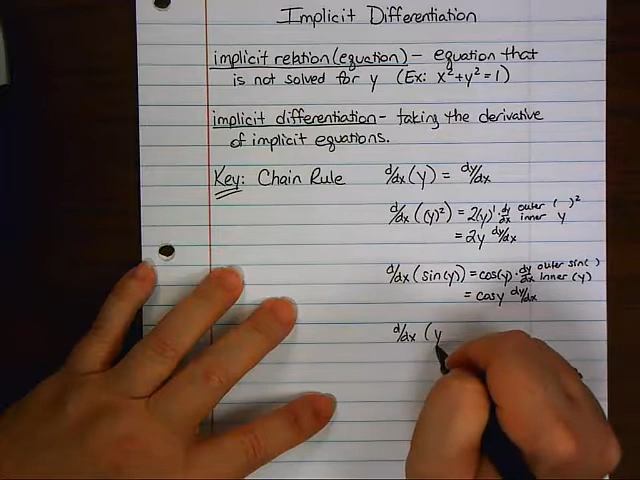 Implicit Differentiation
implicit relation (equation) - equation that
is not solved for y (Ex: x²+y²=1)
implicit differentiation - taking the derivative
of implicit equations.
Key: Chain Rule
d/dx (y) = dy/dx
d/dx ((y)²) = 2(y)¹ · dy/dx outer ( )² inner y
= 2y dy/dx
d/dx (sin(y)) = cos(y) · dy/dx outer sin( ) inner (y)
= cosy dy/dx
d/dx (y